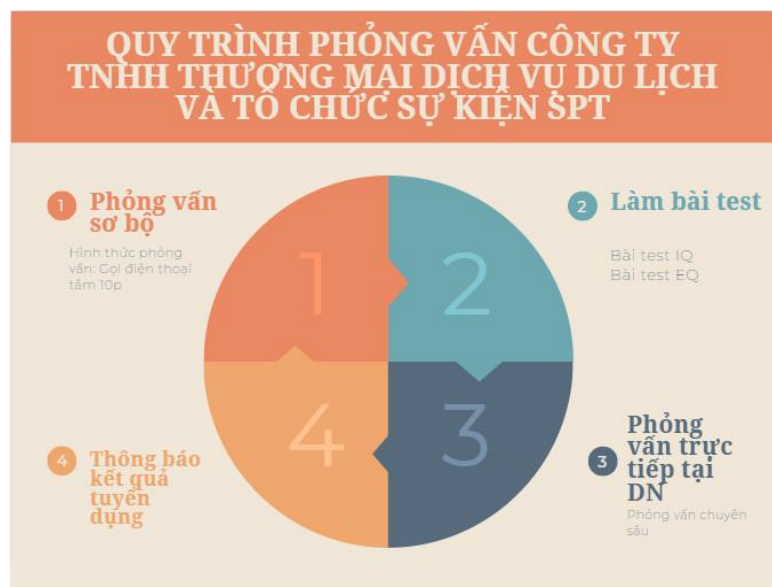 QUY TRÌNH PHỎNG VẤN CÔNG TY
TNHH THƯƠNG MẠI DỊCH VỤ DU LỊCH
VÀ TỔ CHỨC SỰ KIỆN SPT
1
Phỏng vấn
sơ bộ
Hình thức phỏng
vấn: Gọi điện thoại
tầm 10p
2
Làm bài test
Bài test IQ
Bài test EQ
1
2
4
3
3
Phỏng
vấn trực
tiếp tại
DN
Phỏng vấn chuyên
sâu
4
Thông báo
kết quả
tuyển
dụng